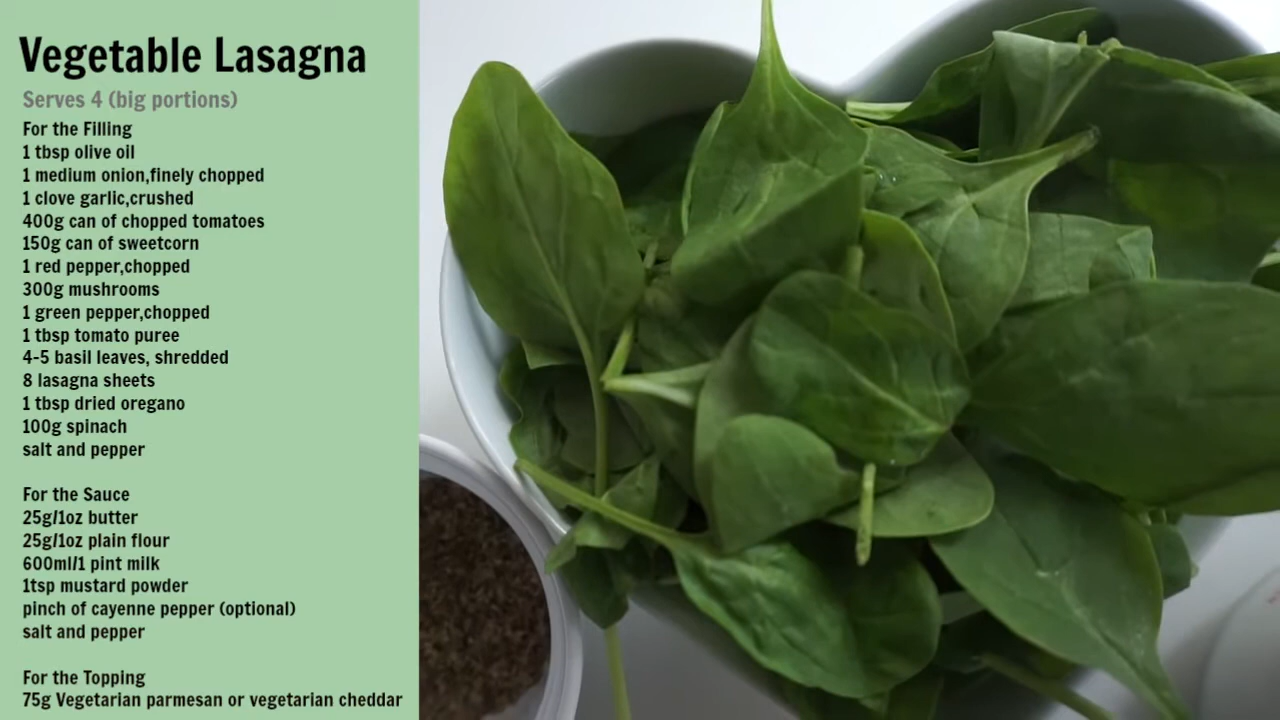 Vegetable Lasagna
Serves 4 (big portions)
For the Filling
1 tbsp olive oil
1 medium onion,finely chopped
1 clove garlic,crushed
400g can of chopped tomatoes
150g can of sweetcorn
1 red pepper,chopped
300g mushrooms
1 green pepper,chopped
1 tbsp tomato puree
4-5 basil leaves, shredded
8 lasagna sheets
1 tbsp dried oregano
100g spinach
salt and pepper
For the Sauce
25g/1oz butter
25g/1oz plain flour
600ml/1 pint milk
1tsp mustard powder
pinch of cayenne pepper (optional)
salt and pepper
For the Topping
75g Vegetarian parmesan or vegetarian cheddar